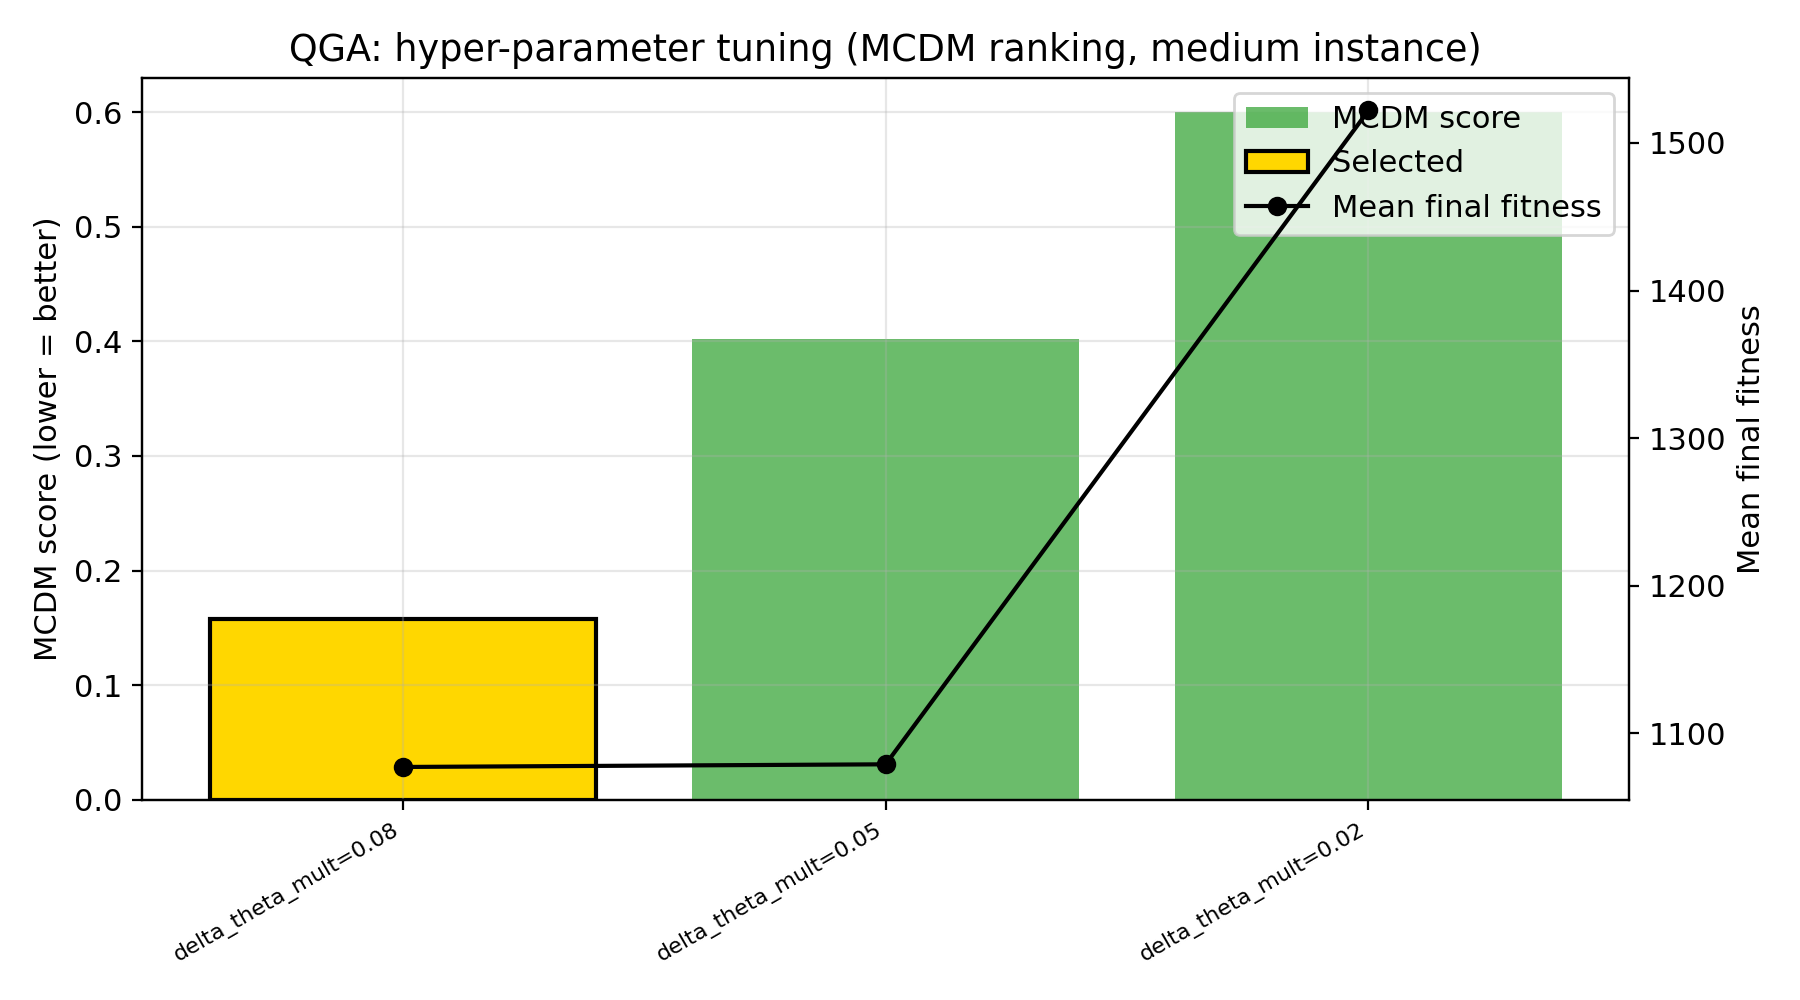 QGA: hyper-parameter tuning (MCDM ranking, medium instance)
MCDM score (lower = better)
0.6
0.5
0.4
0.3
0.2
0.1
0.0
MCDM score
Selected
Mean final fitness
1500
1400
1300
1200
1100
Mean final fitness
delta_theta_mult=0.08
delta_theta_mult=0.05
delta_theta_mult=0.02